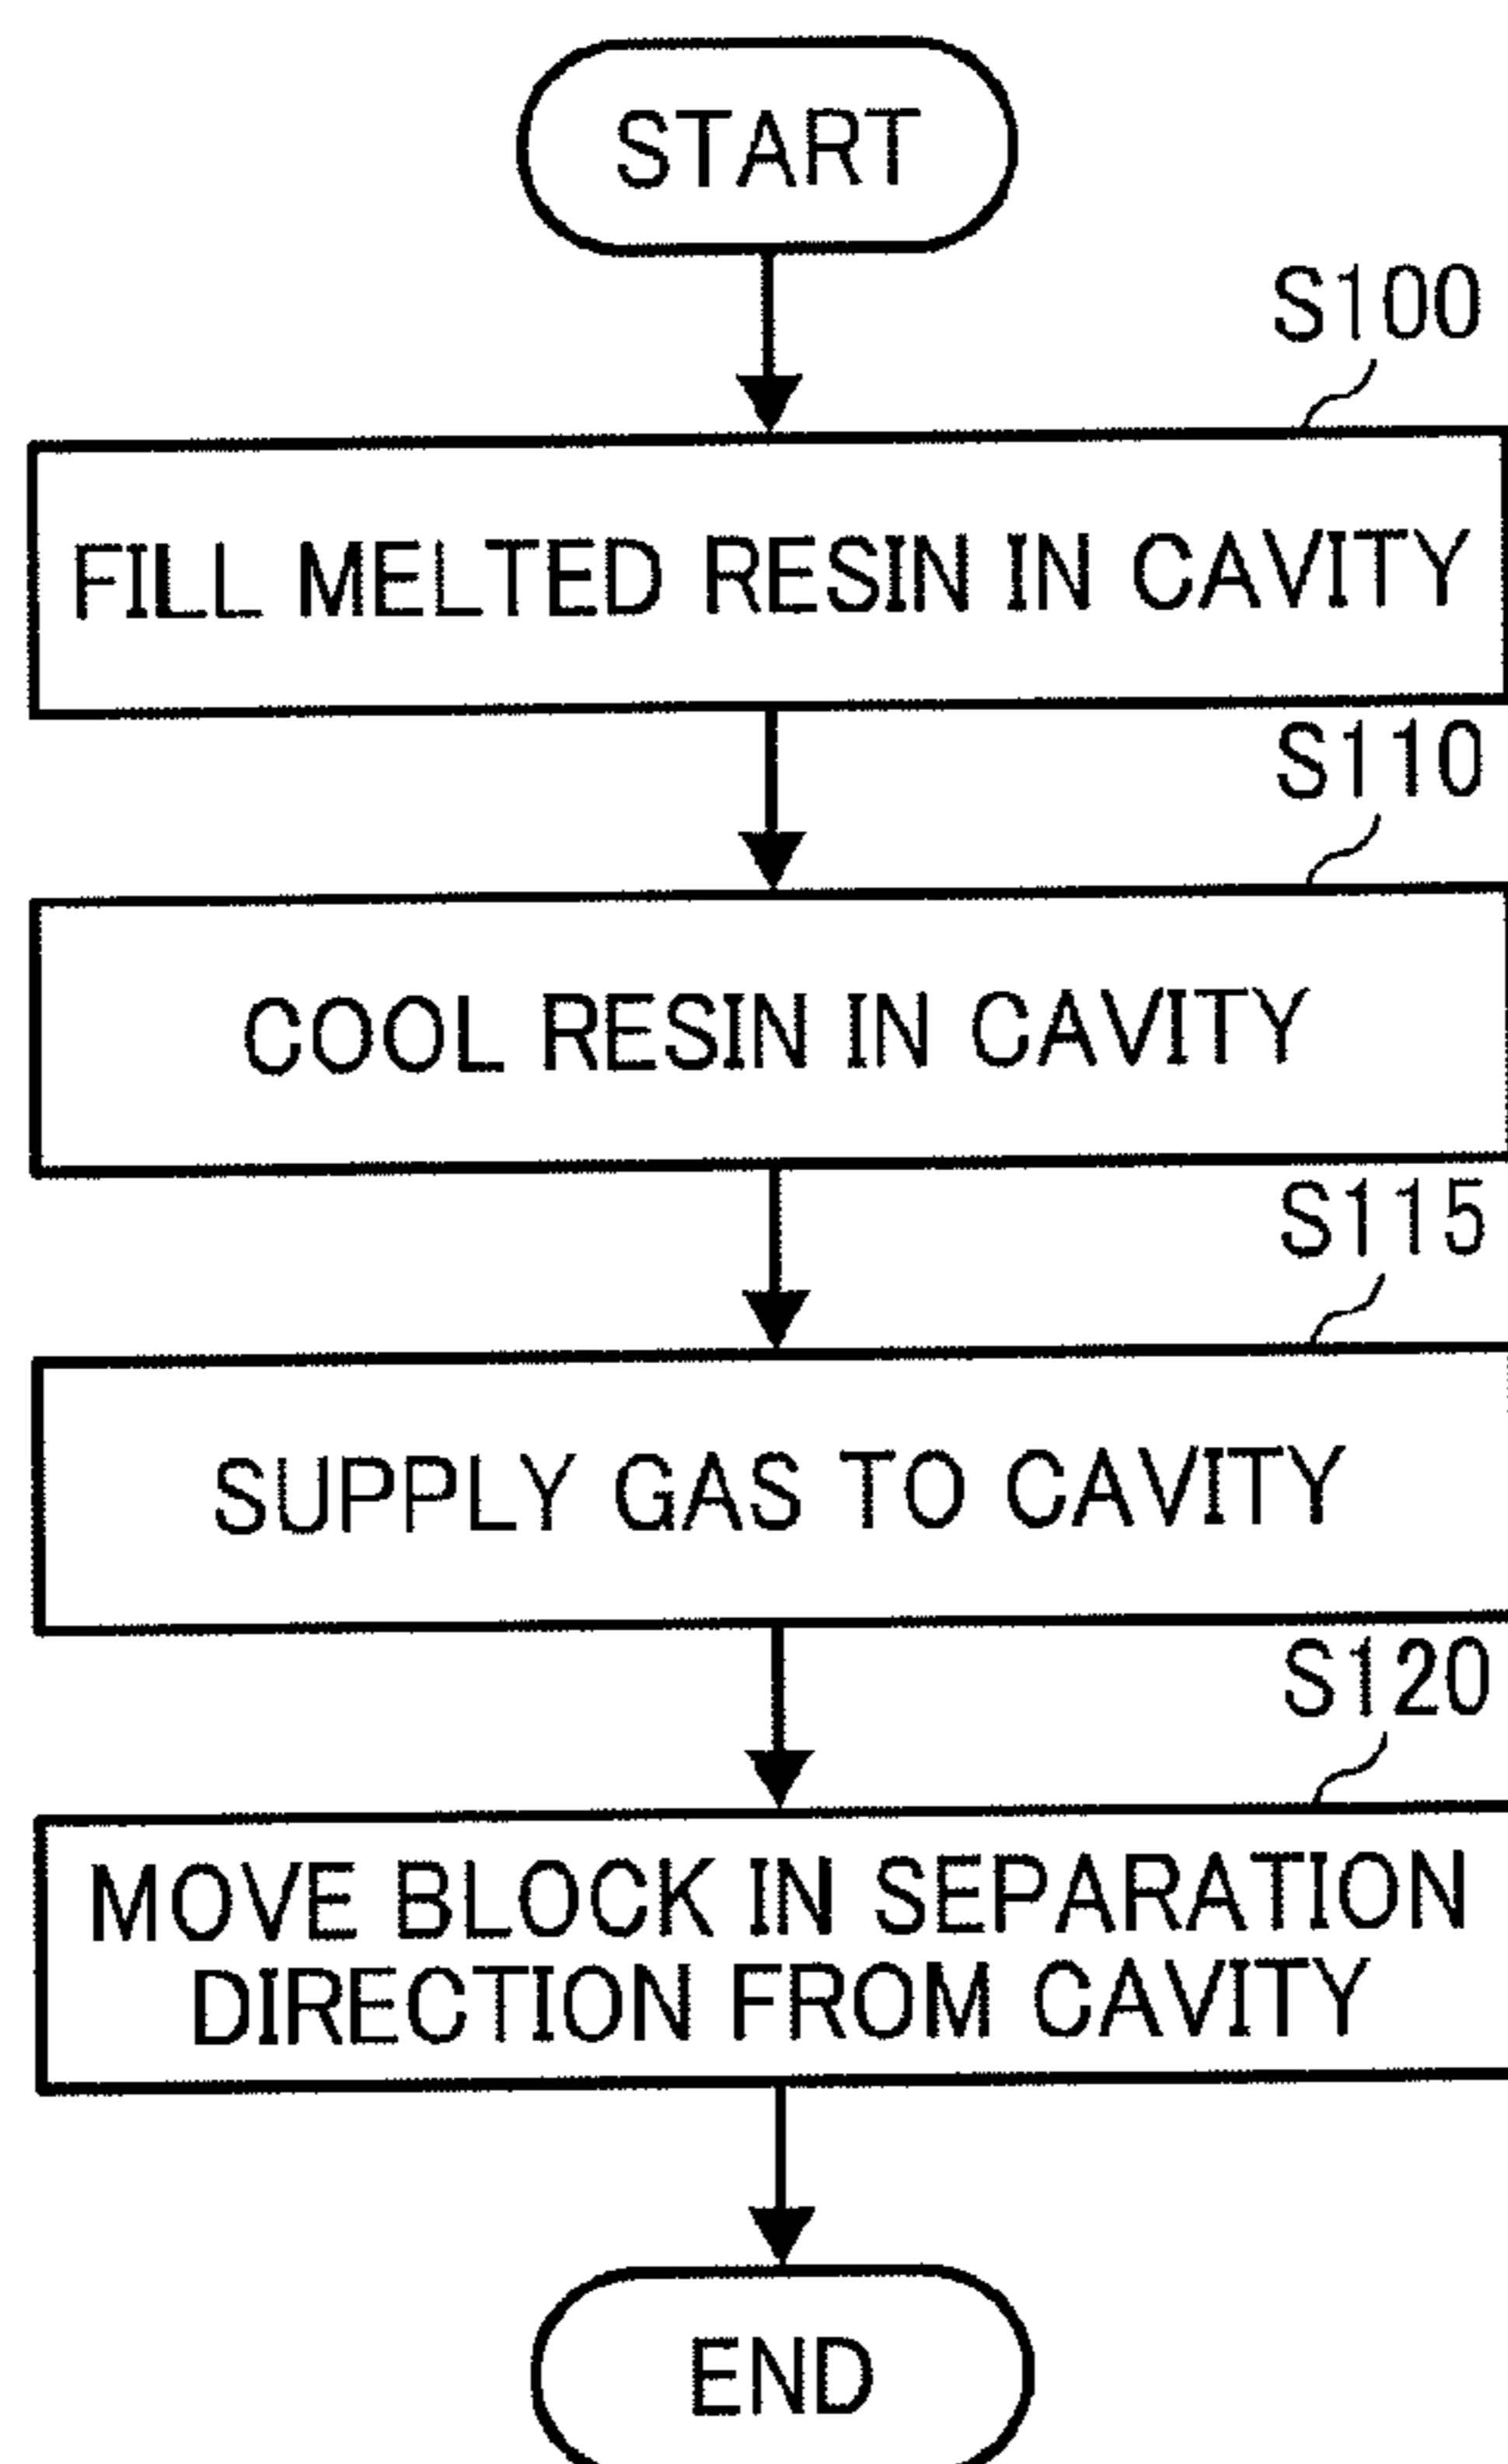 START
S100
FILL MELTED RESIN IN CAVITY
S110
COOL RESIN IN CAVITY
S115
SUPPLY GAS TO CAVITY
S120
MOVE BLOCK IN SEPARATION
DIRECTION FROM CAVITY
END